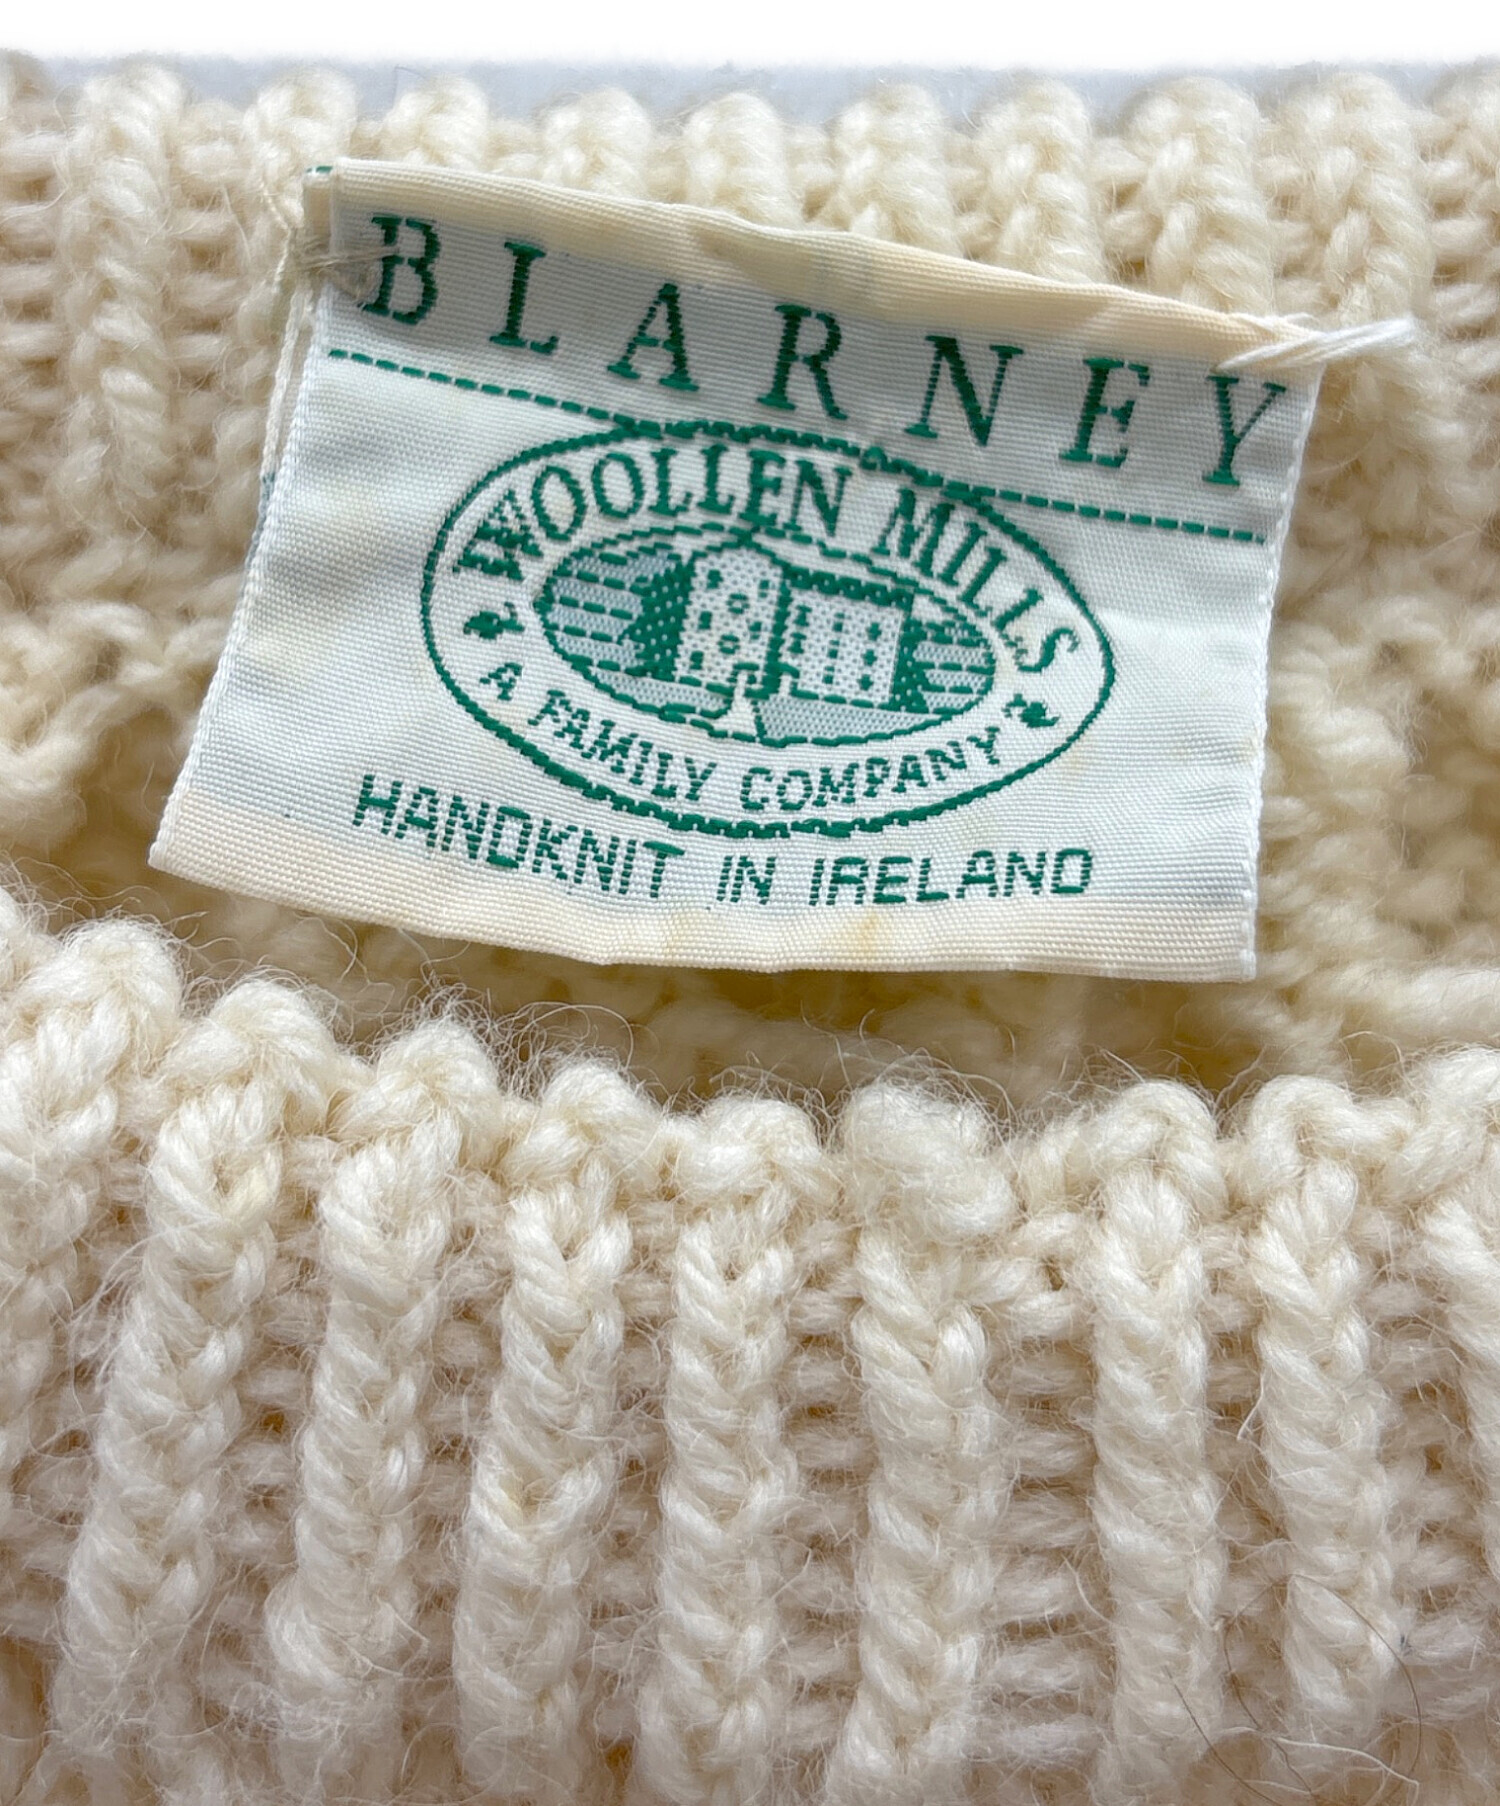 BLARNEY
WOOLLEN MILLS
A FAMILY COMPANY
HANDKNIT IN IRELAND